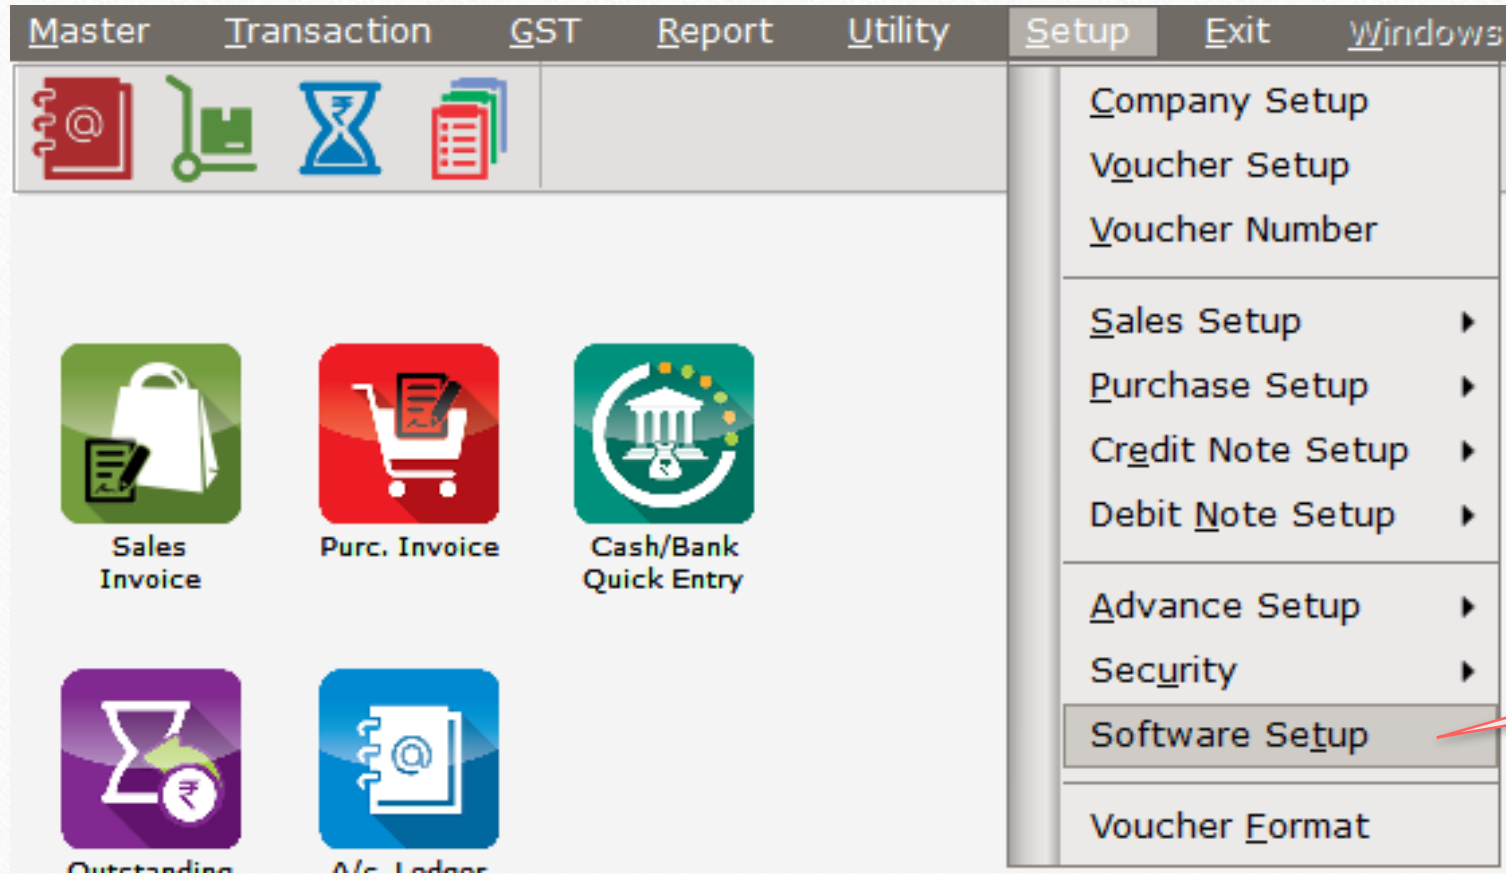 Master Transaction GST Report Utility Setup Exit Windows
Company Setup
Voucher Setup
Voucher Number
Sales Setup
Purchase Setup
Credit Note Setup
Debit Note Setup
Advance Setup
Security
Software Setup
Voucher Format
Sales
Invoice
Purc. Invoice
Cash/Bank
Quick Entry
Outstanding
A/c. Ledger